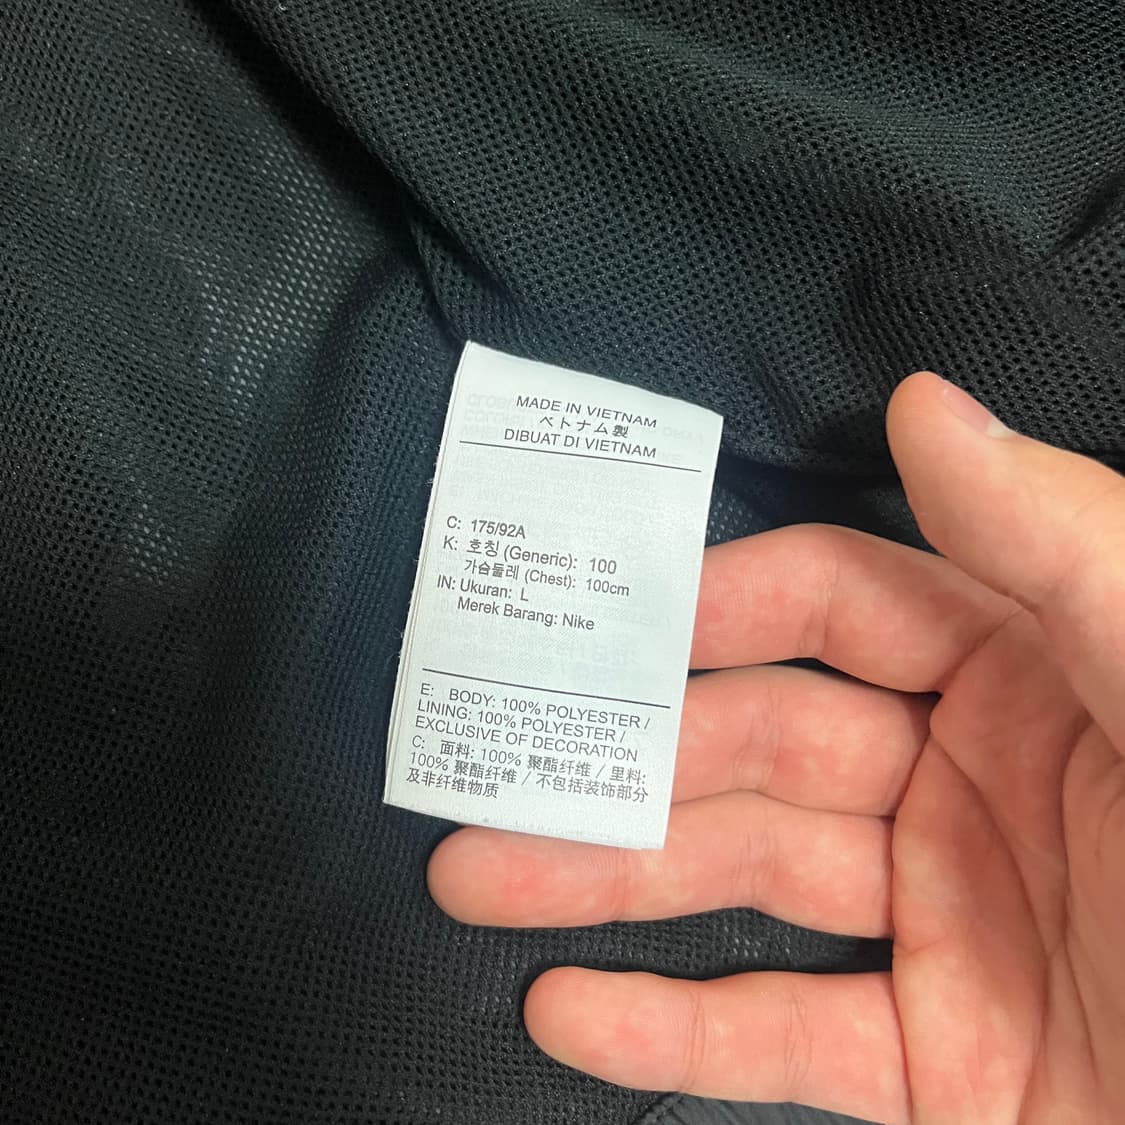 MADE IN VIETNAM
ベトナム製
DIBUAT DI VIETNAM
C: 175/92A
K: 호칭 (Generic): 100
가슴둘레 (Chest): 100cm
IN: Ukuran: L
Merek Barang: Nike
E: BODY: 100% POLYESTER /
LINING: 100% POLYESTER /
EXCLUSIVE OF DECORATION
C: 面料: 100% 聚酯纤维 / 里料:
100% 聚酯纤维 / 不包括装饰部分
及非纤维物质